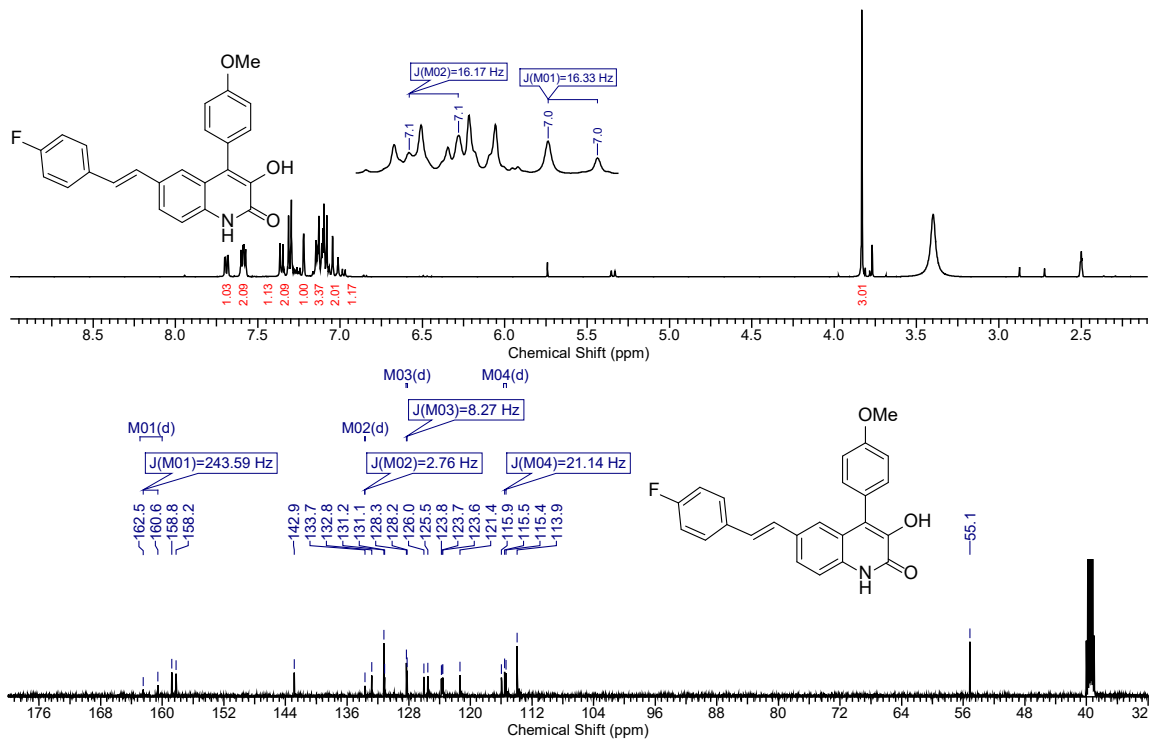 OMe
F
OH
N
H
O
J(M02)=16.17 Hz
J(M01)=16.33 Hz
7.1
7.1
7.0
7.0
1.03
2.09
1.13
2.09
1.00
3.37
2.01
1.17
3.01
8.5 8.0 7.5 7.0 6.5 6.0 5.5 5.0 4.5 4.0 3.5 3.0 2.5
Chemical Shift (ppm)
M03(d) M04(d)
J(M03)=8.27 Hz
M01(d) M02(d)
J(M01)=243.59 Hz J(M02)=2.76 Hz J(M04)=21.14 Hz
162.5
160.6
158.8
158.2
142.9
133.7
132.8
131.2
131.1
128.3
128.2
126.0
125.5
123.8
123.7
123.6
121.4
115.9
115.5
115.4
113.9
55.1
OMe
F
OH
N
H
O
176 168 160 152 144 136 128 120 112 104 96 88 80 72 64 56 48 40 32
Chemical Shift (ppm)